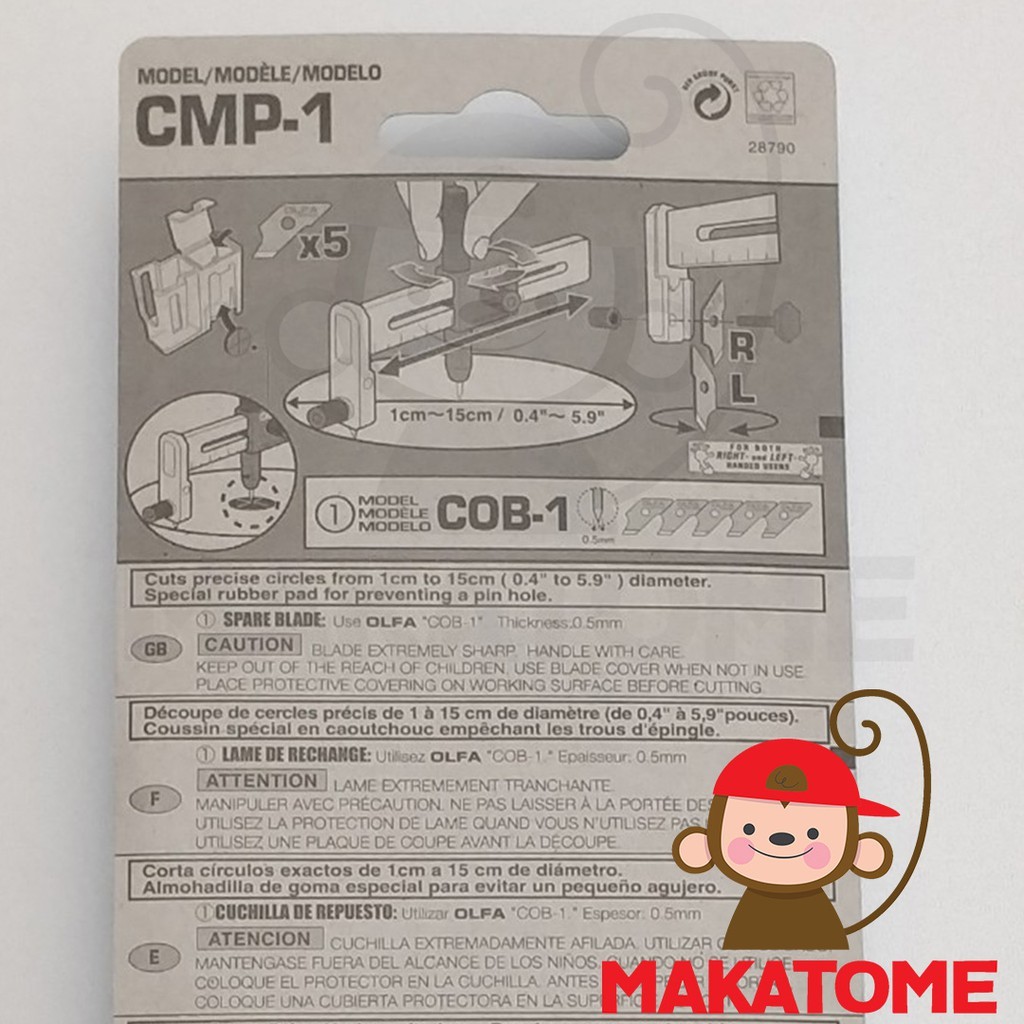 MODEL/MODÈLE/MODELO
CMP-1
DER GRÜNE PUNKT
28790
OLFA
x5
R
L
1cm~15cm / 0.4"~ 5.9"
FOR BOTH
RIGHT- and LEFT-
HANDED USERS
① MODEL
MODÈLE
MODELO
COB-1
0.5mm
Cuts precise circles from 1cm to 15cm ( 0.4" to 5.9" ) diameter.
Special rubber pad for preventing a pin hole.
① SPARE BLADE: Use OLFA "COB-1" Thickness:0.5mm
GB
CAUTION BLADE EXTREMELY SHARP. HANDLE WITH CARE.
KEEP OUT OF THE REACH OF CHILDREN. USE BLADE COVER WHEN NOT IN USE
PLACE PROTECTIVE COVERING ON WORKING SURFACE BEFORE CUTTING
Découpe de cercles précis de 1 à 15 cm de diamètre (de 0,4" à 5,9"pouces).
Coussin spécial en caoutchouc empêchant les trous d'épingle.
① LAME DE RECHANGE: Utilisez OLFA "COB-1." Epaisseur: 0.5mm
F
ATTENTION LAME EXTREMEMENT TRANCHANTE.
MANIPULER AVEC PRÉCAUTION. NE PAS LAISSER À LA PORTÉE DES
UTILISEZ LA PROTECTION DE LAME QUAND VOUS N'UTILISEZ PAS
UTILISEZ UNE PLAQUE DE COUPE AVANT LA DÉCOUPE.
Corta círculos exactos de 1cm a 15 cm de diámetro.
Almohadilla de goma especial para evitar un pequeño agujero.
① CUCHILLA DE REPUESTO: Utilizar OLFA "COB-1." Espesor: 0.5mm
E
ATENCION CUCHILLA EXTREMADAMENTE AFILADA. UTILIZAR
MANTENGASE FUERA DEL ALCANCE DE LOS NIÑOS. CUANDO NO SE UTILICE
COLOQUE EL PROTECTOR EN LA CUCHILLA. ANTES
COLOQUE UNA CUBIERTA PROTECTORA EN LA
MAKATOME